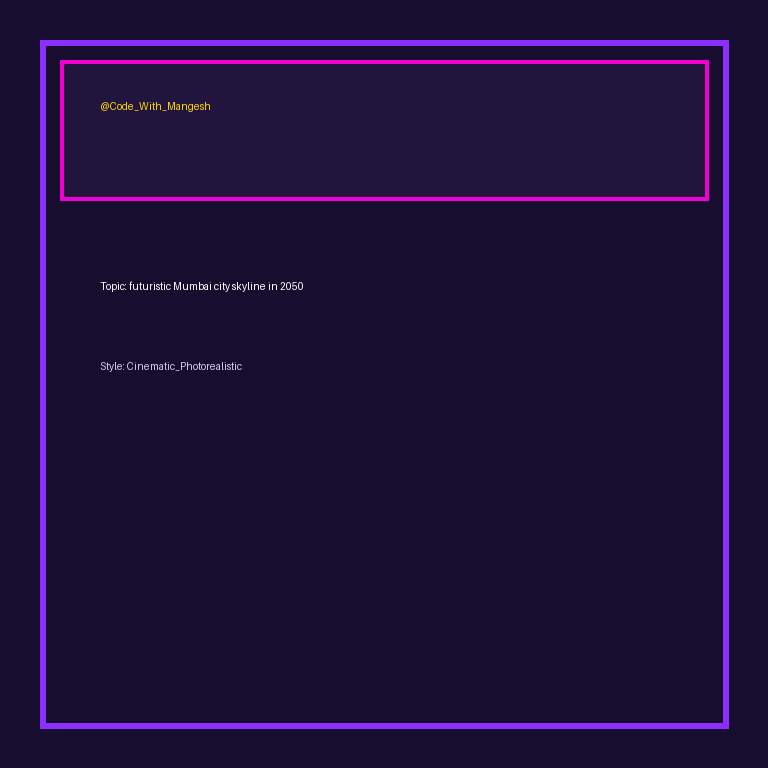 @Code_With_Mangesh
Topic: futuristic Mumbai city skyline in 2050
Style: Cinematic_Photorealistic